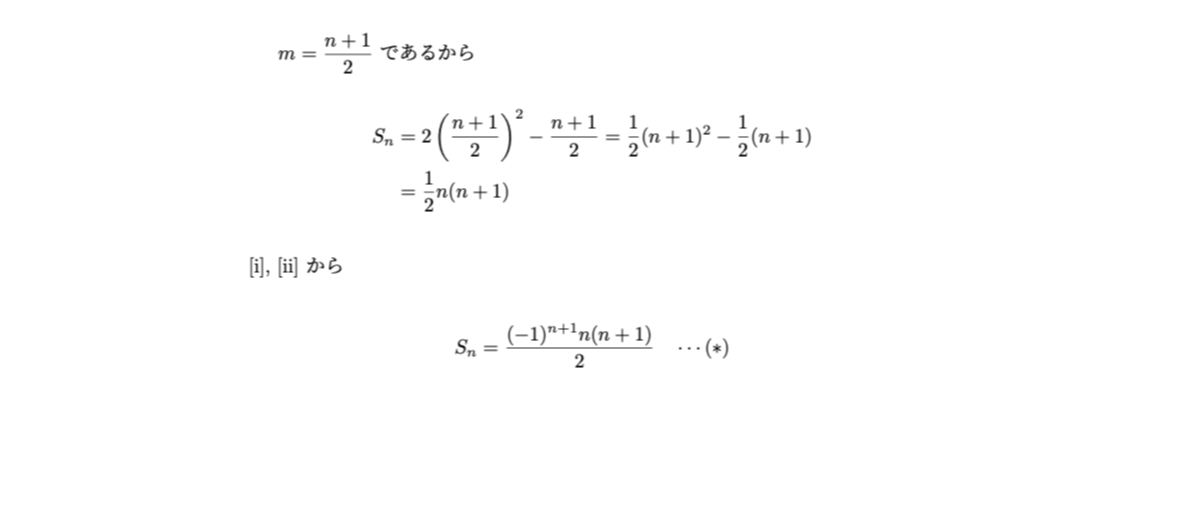 m = \frac{n+1}{2} であるから
S_n = 2\left(\frac{n+1}{2}\right)^2 - \frac{n+1}{2} = \frac{1}{2}(n+1)^2 - \frac{1}{2}(n+1)
= \frac{1}{2}n(n+1)
[i], [ii] から
S_n = \frac{(-1)^{n+1}n(n+1)}{2} \cdots (*)